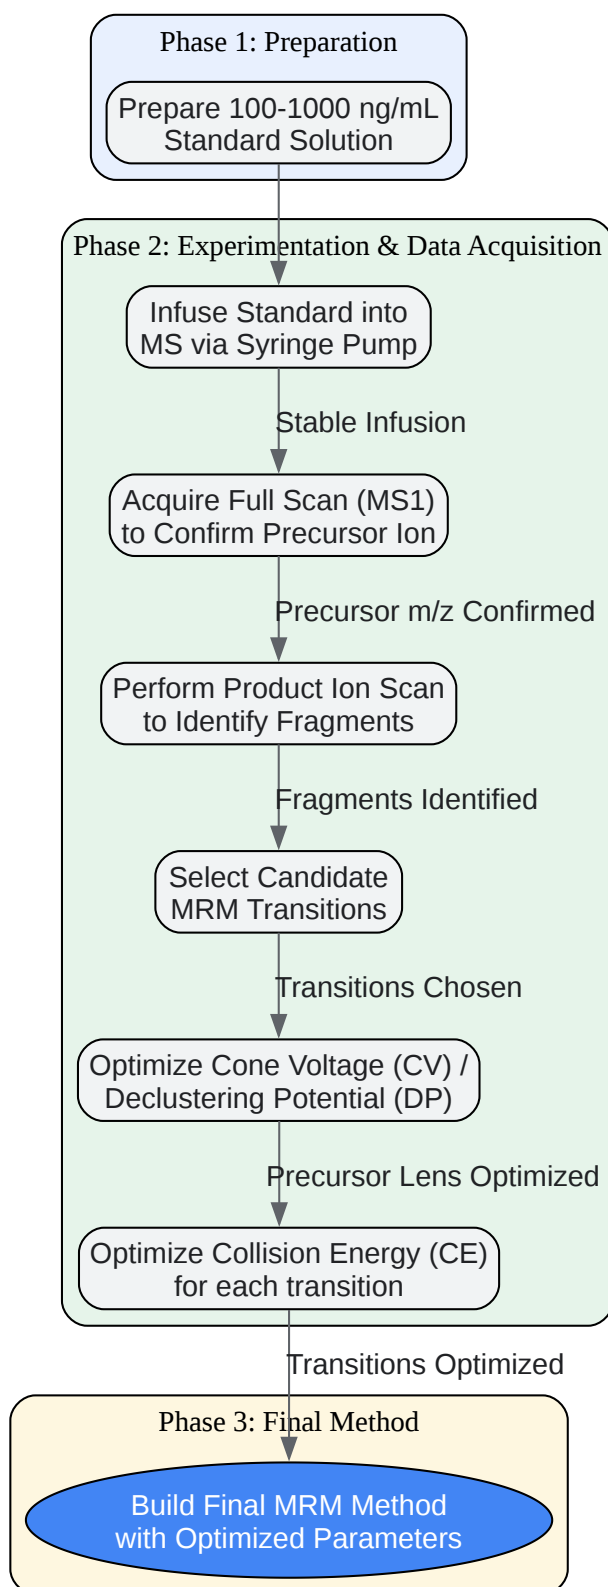 Phase 1: Preparation
Prepare 100-1000 ng/mL
Standard Solution
Phase 2: Experimentation & Data Acquisition
Infuse Standard into
MS via Syringe Pump
Stable Infusion
Acquire Full Scan (MS1)
to Confirm Precursor Ion
Precursor m/z Confirmed
Perform Product Ion Scan
to Identify Fragments
Fragments Identified
Select Candidate
MRM Transitions
Transitions Chosen
Optimize Cone Voltage (CV) /
Declustering Potential (DP)
Precursor Lens Optimized
Optimize Collision Energy (CE)
for each transition
Transitions Optimized
Phase 3: Final Method
Build Final MRM Method
with Optimized Parameters